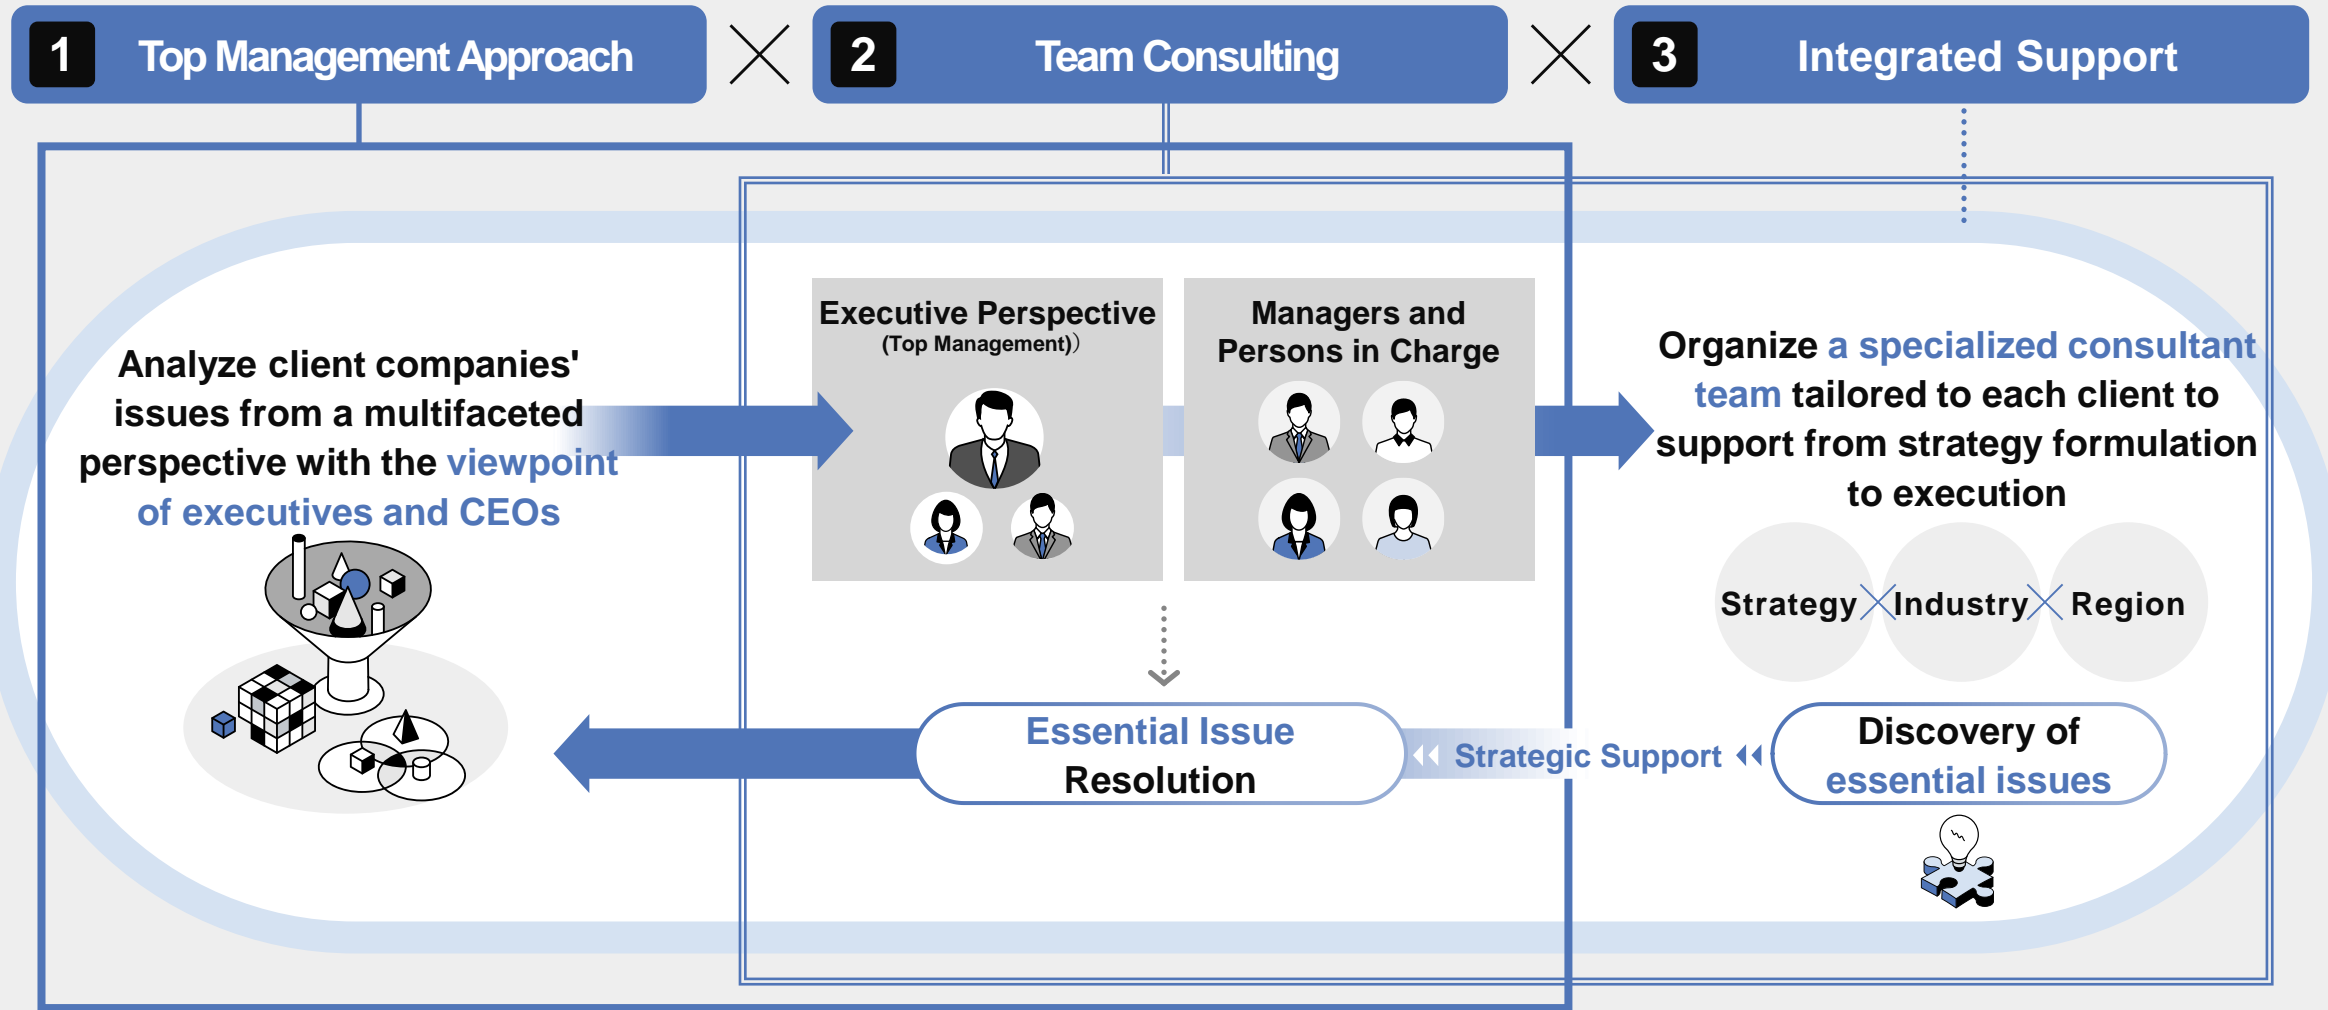 1 Top Management Approach
2 Team Consulting
3 Integrated Support
Analyze client companies'
issues from a multifaceted
perspective with the viewpoint
of executives and CEOs
Executive Perspective
(Top Management)）
Managers and
Persons in Charge
Organize a specialized consultant
team tailored to each client to
support from strategy formulation
to execution
Strategy
Industry
Region
Essential Issue
Resolution
Strategic Support
Discovery of
essential issues